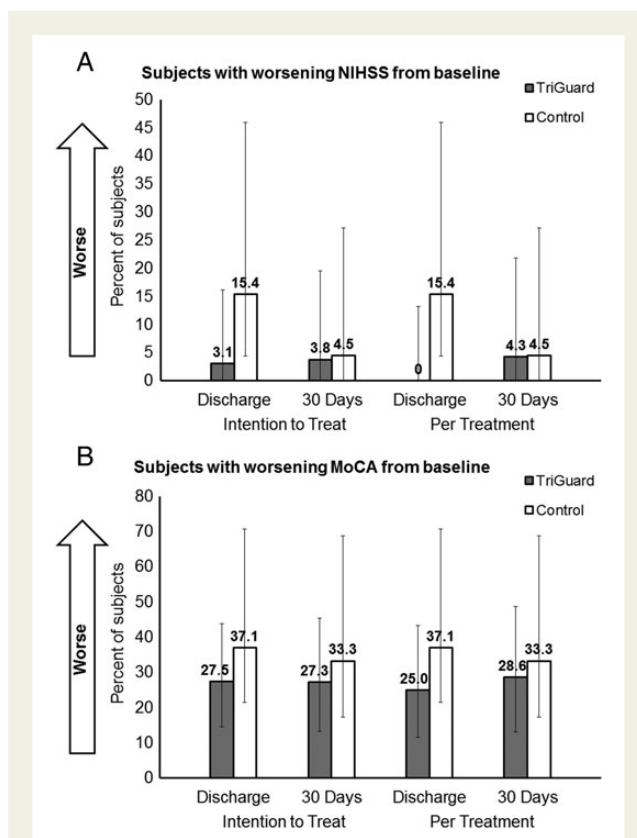 A
Subjects with worsening NIHSS from baseline
TriGuard
Control
Worse
Percent of subjects
50
45
40
35
30
25
20
15
10
5
0
3.1
15.4
3.8
4.5
0
15.4
4.3
4.5
Discharge 30 Days Discharge 30 Days
Intention to Treat Per Treatment
B
Subjects with worsening MoCA from baseline
TriGuard
Control
Worse
Percent of subjects
80
70
60
50
40
30
20
10
0
27.5
37.1
27.3
33.3
25.0
37.1
28.6
33.3
Discharge 30 Days Discharge 30 Days
Intention to Treat Per Treatment